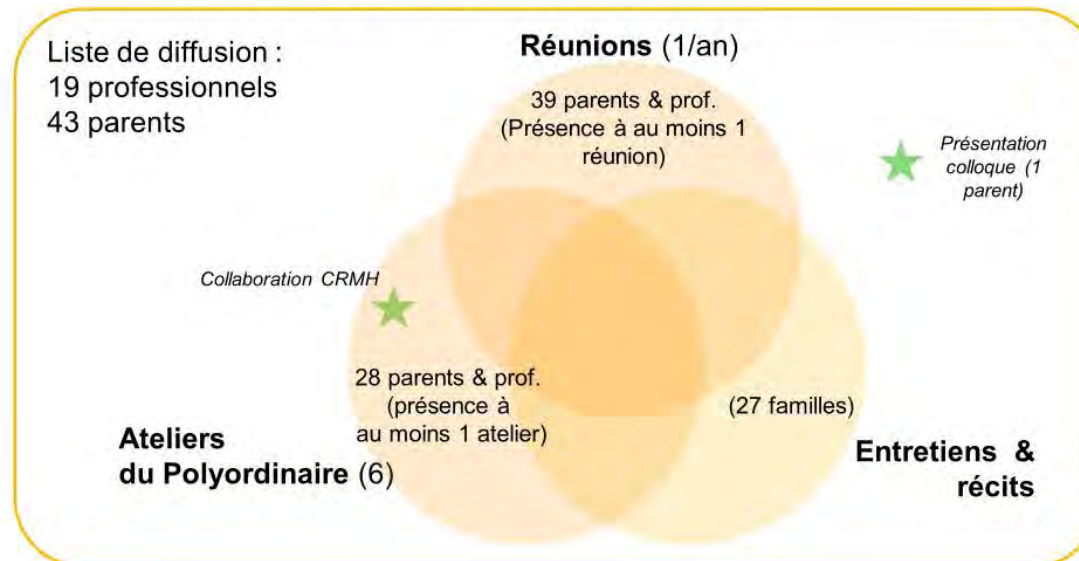 Liste de diffusion :
19 professionnels
43 parents
Réunions (1/an)
39 parents & prof.
(Présence à au moins 1
réunion)
Présentation
colloque (1
parent)
Collaboration CRMH
28 parents & prof.
(présence à
au moins 1 atelier)
(27 familles)
Ateliers
du Polyordinaire (6)
Entretiens &
récits